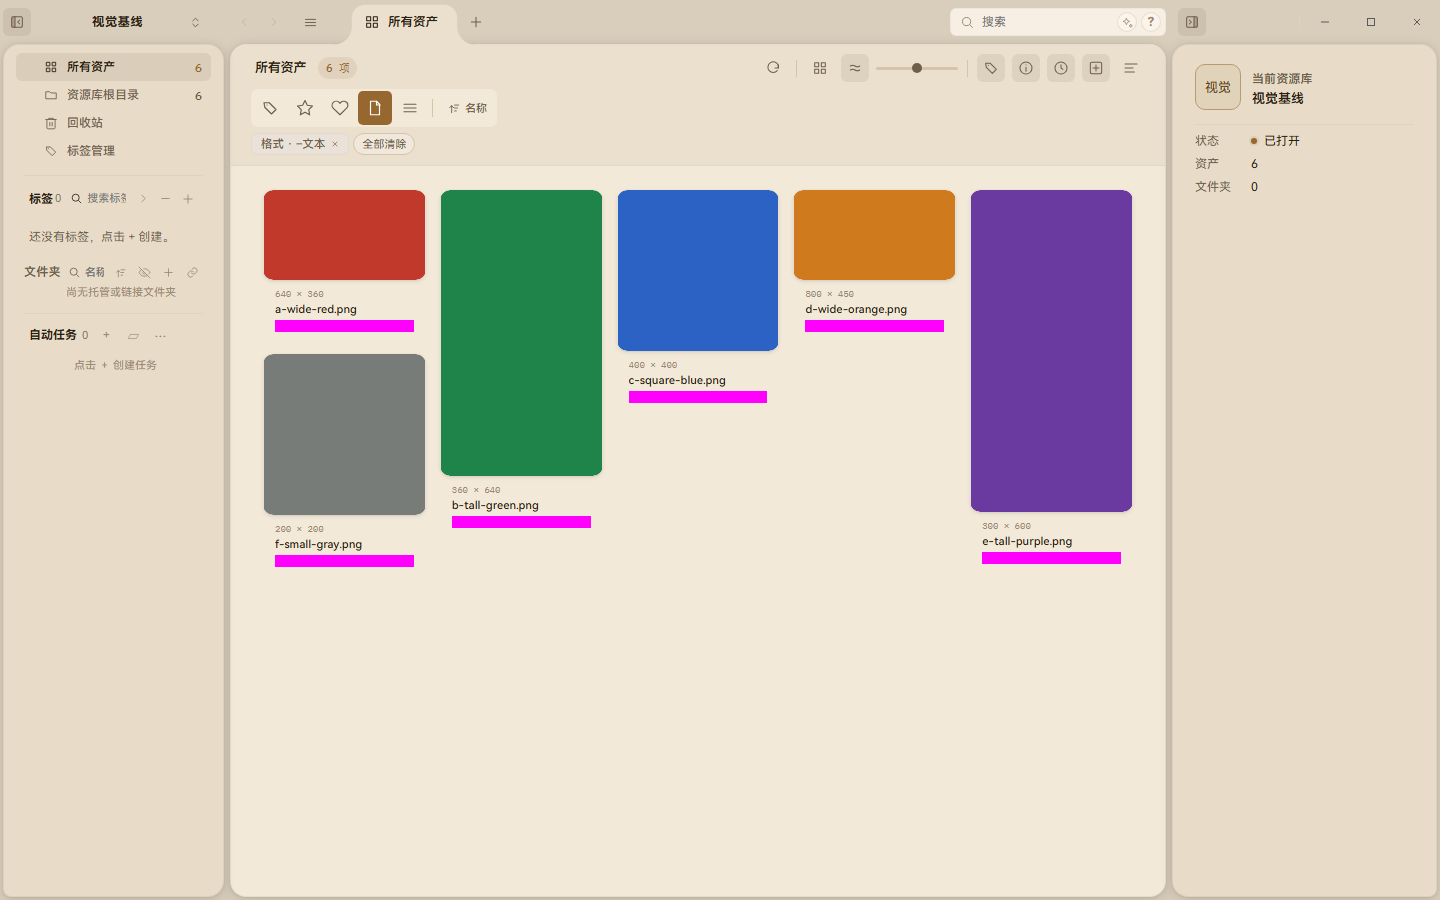 视觉基线
所有资产
搜索
?
所有资产 6
资源库根目录 6
回收站
标签管理
标签 0 搜索标签
还没有标签，点击 + 创建。
文件夹 名称
尚无托管或链接文件夹
自动任务 0 + ...
点击 + 创建任务
所有资产 6 项
名称
格式 · −文本 ×
全部清除
640 × 360
a-wide-red.png
360 × 640
b-tall-green.png
400 × 400
c-square-blue.png
800 × 450
d-wide-orange.png
300 × 600
e-tall-purple.png
200 × 200
f-small-gray.png
视觉
当前资源库
视觉基线
状态 已打开
资产 6
文件夹 0